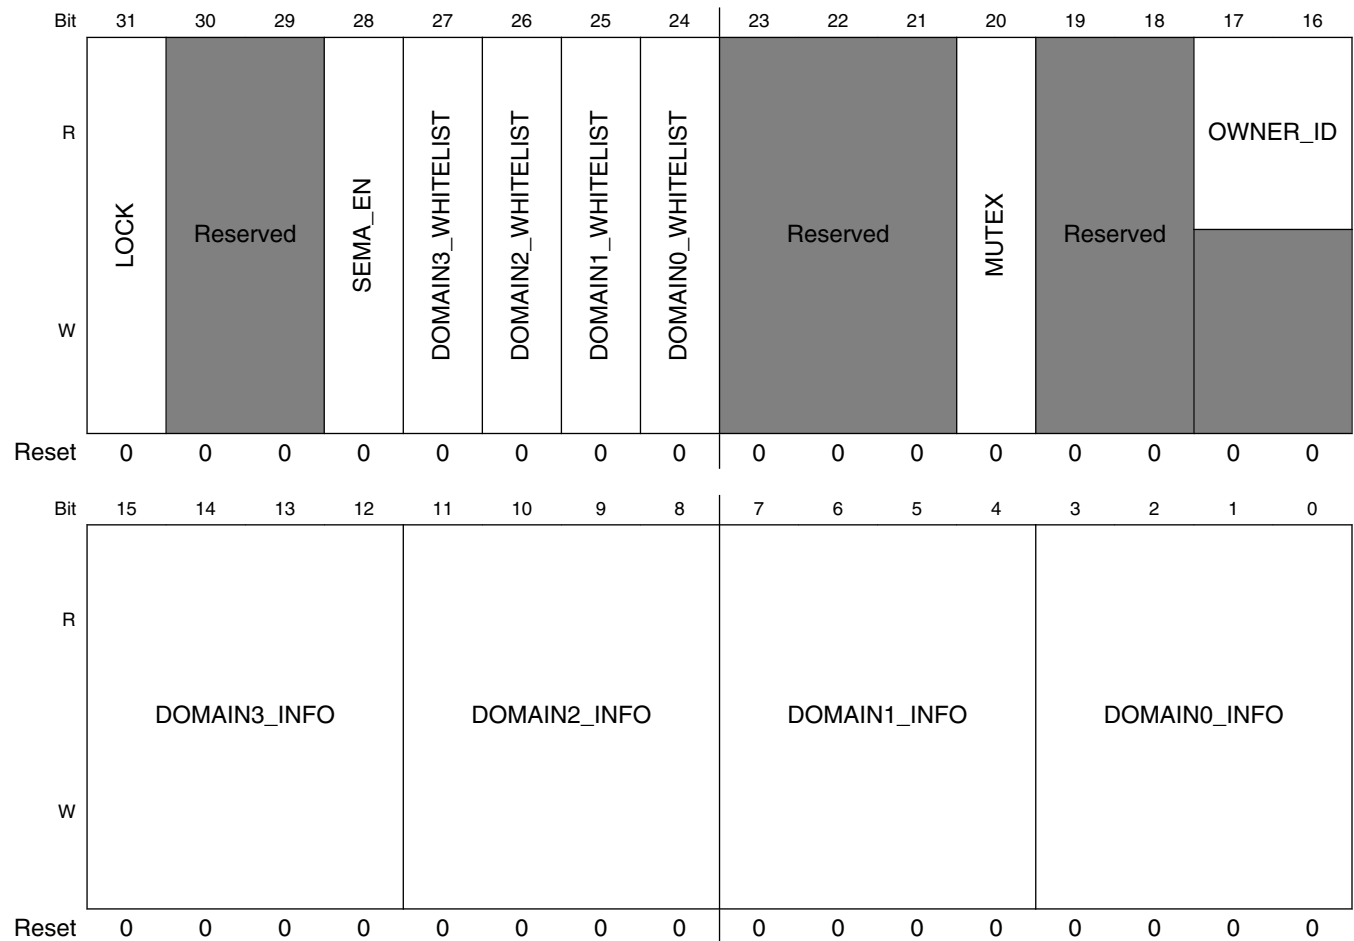 Bit 31 30 29 28 27 26 25 24 23 22 21 20 19 18 17 16
R
W
LOCK
Reserved
SEMA_EN
DOMAIN3_WHITELIST
DOMAIN2_WHITELIST
DOMAIN1_WHITELIST
DOMAIN0_WHITELIST
Reserved
MUTEX
Reserved
OWNER_ID
Reset 0 0 0 0 0 0 0 0 0 0 0 0 0 0 0 0
Bit 15 14 13 12 11 10 9 8 7 6 5 4 3 2 1 0
R
W
DOMAIN3_INFO DOMAIN2_INFO DOMAIN1_INFO DOMAIN0_INFO
Reset 0 0 0 0 0 0 0 0 0 0 0 0 0 0 0 0